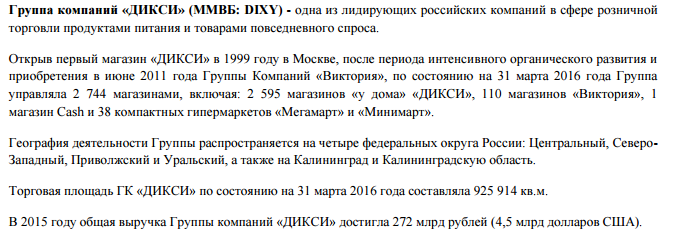 Группа компаний «ДИКСИ» (ММВБ: DIXY) - одна из лидирующих российских компаний в сфере розничной
торговли продуктами питания и товарами повседневного спроса.
Открыв первый магазин «ДИКСИ» в 1999 году в Москве, после периода интенсивного органического развития и
приобретения в июне 2011 года Группы Компаний «Виктория», по состоянию на 31 марта 2016 года Группа
управляла 2 744 магазинами, включая: 2 595 магазинов «у дома» «ДИКСИ», 110 магазинов «Виктория», 1
магазин Cash и 38 компактных гипермаркетов «Мегамарт» и «Минимарт».
География деятельности Группы распространяется на четыре федеральных округа России: Центральный, Северо-
Западный, Приволжский и Уральский, а также на Калининград и Калининградскую область.
Торговая площадь ГК «ДИКСИ» по состоянию на 31 марта 2016 года составляла 925 914 кв.м.
В 2015 году общая выручка Группы компаний «ДИКСИ» достигла 272 млрд рублей (4,5 млрд долларов США).